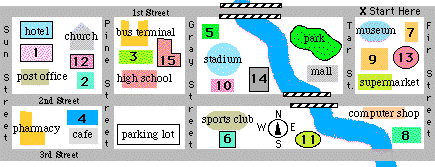 1st Street
X Start Here
hotel
church
bus terminal
5
park
museum
7
Sun Street
1
Pine Street
3
15
Gray Street
stadium
Tar Street
9
13
Fir Street
12
post office
2
high school
10
14
mall
supermarket
2nd Street
pharmacy
4
cafe
parking lot
sports club
6
N
W E
S
11
computer shop
8
3rd Street